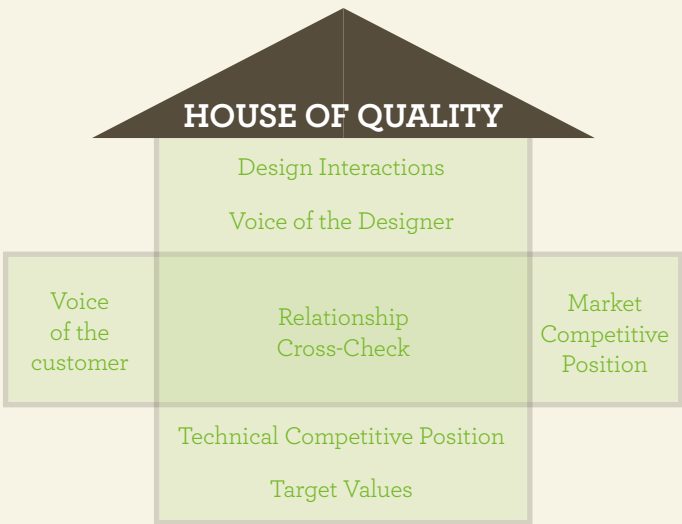 HOUSE OF QUALITY
Design Interactions
Voice of the Designer
Voice
of the
customer
Relationship
Cross-Check
Market
Competitive
Position
Technical Competitive Position
Target Values